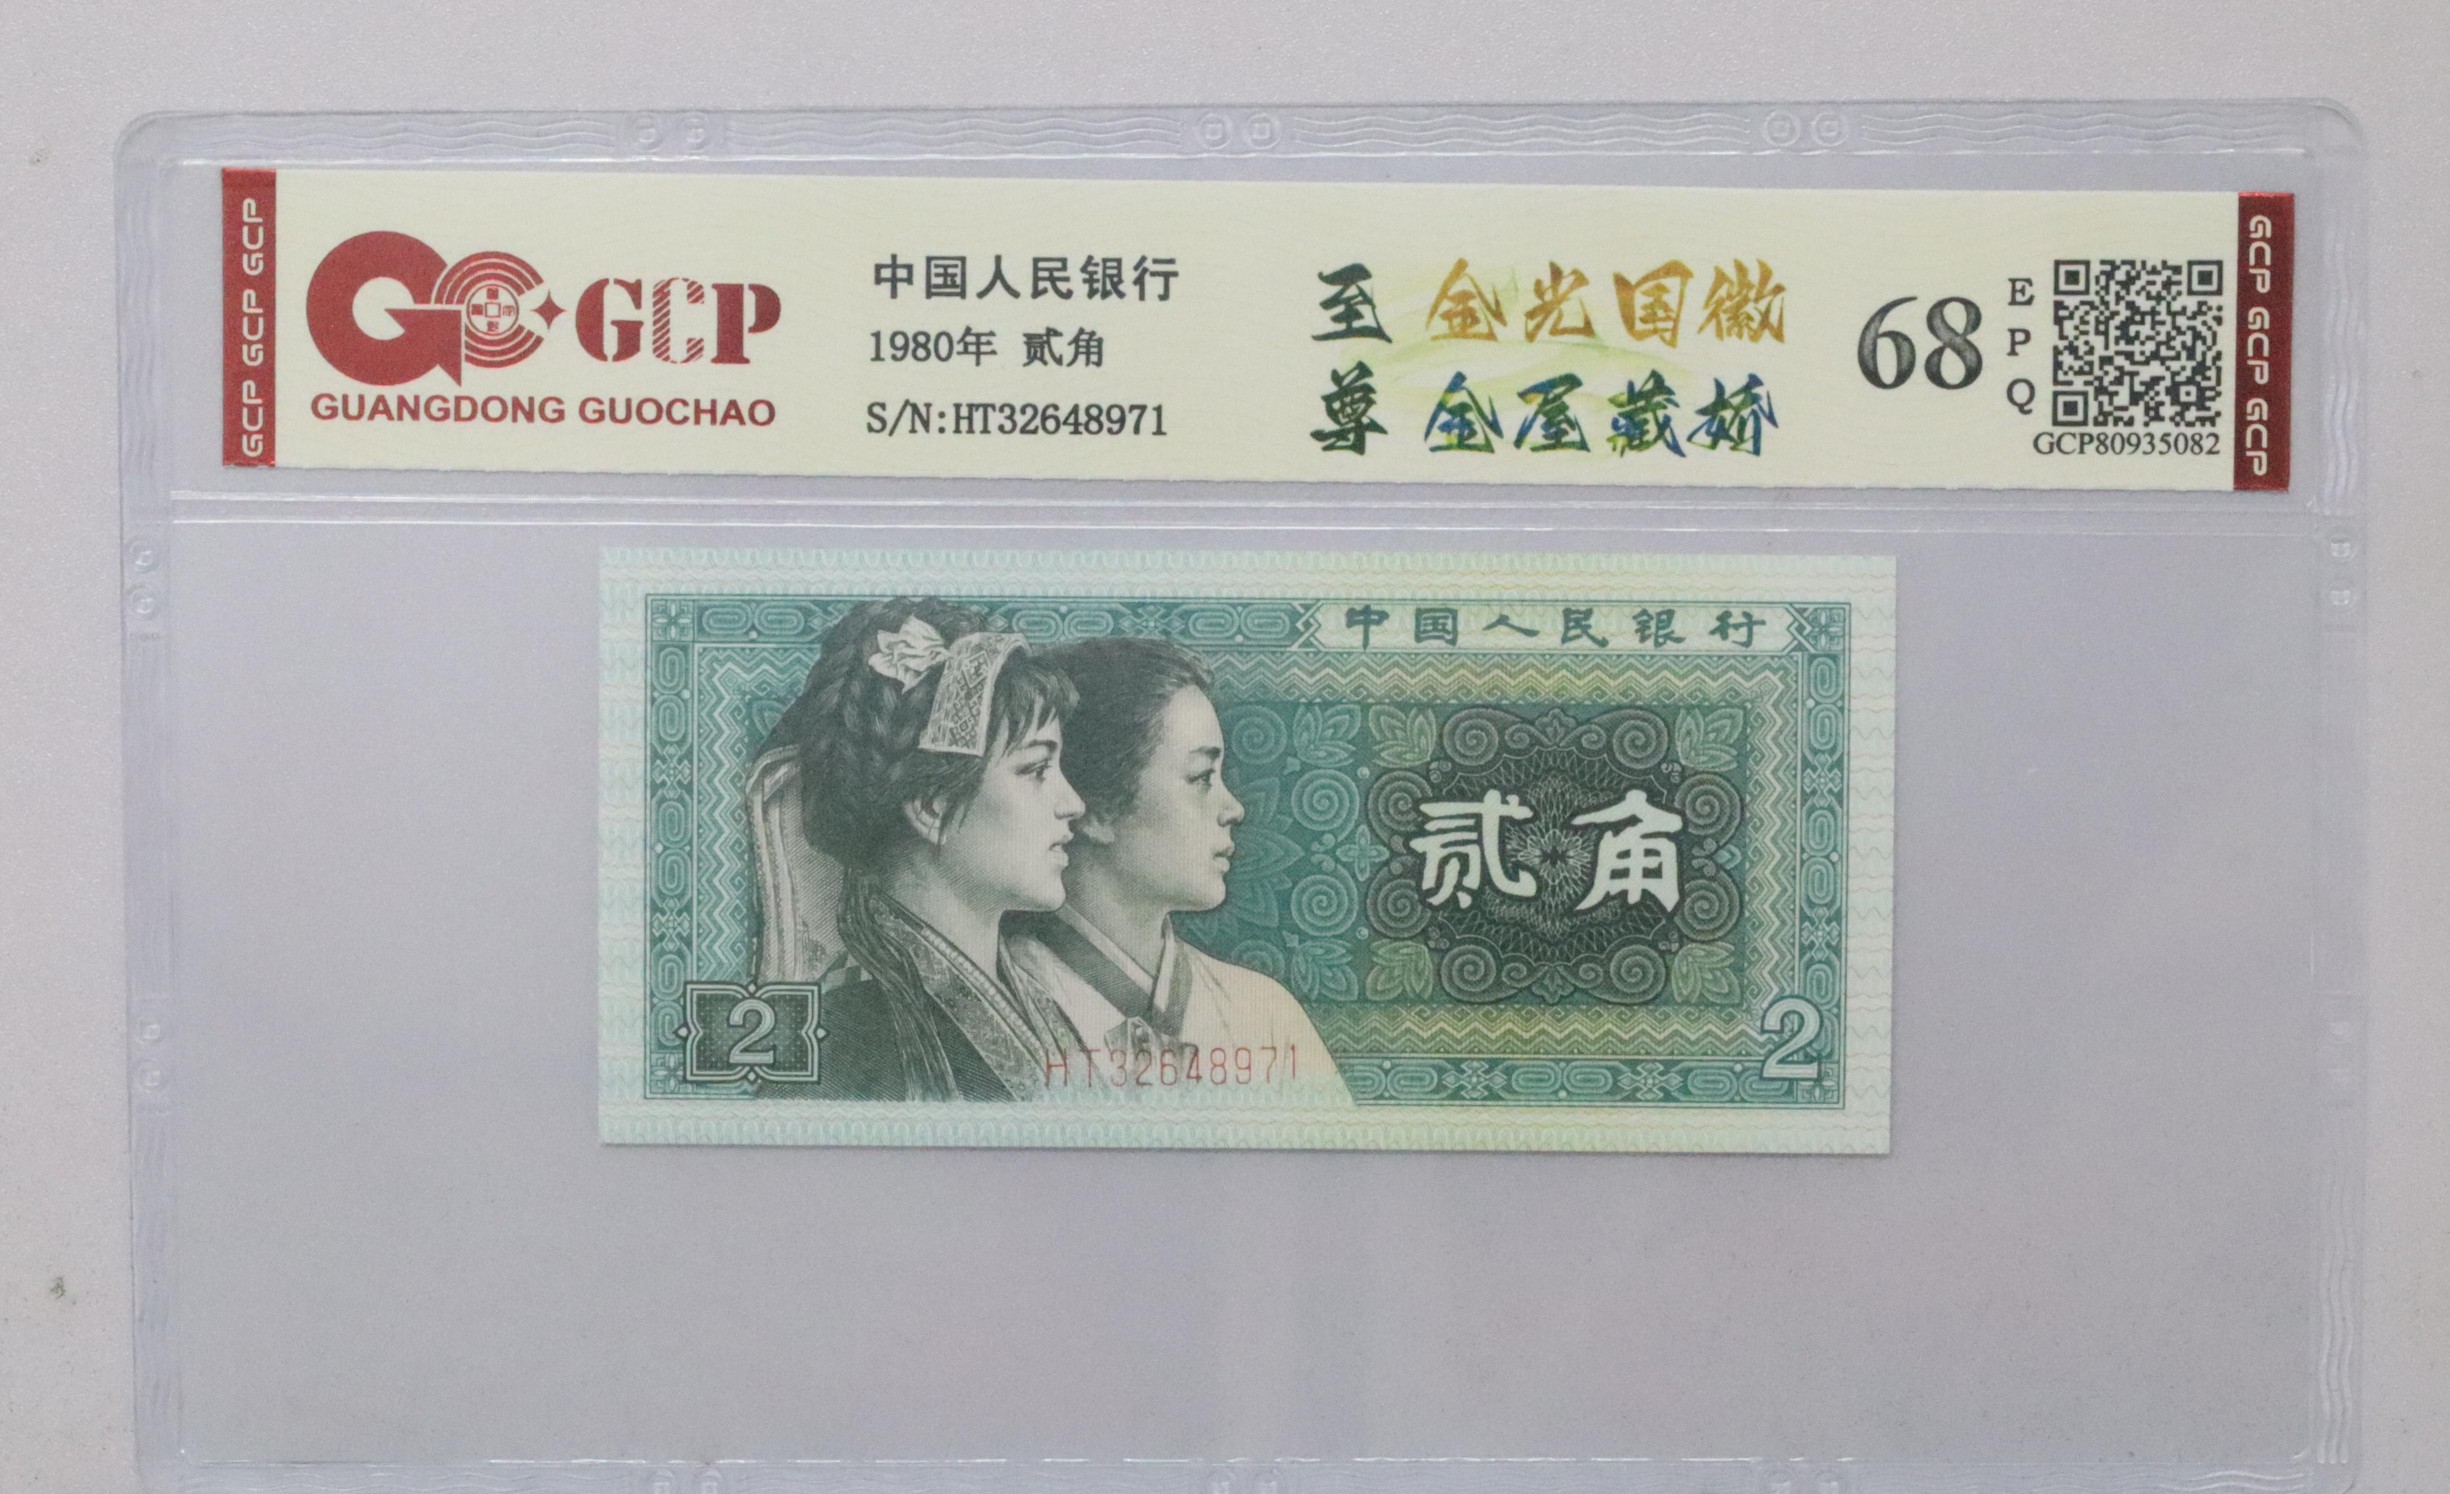 GCP GCP GCP
GCP
GUANGDONG GUOCHAO
中国人民银行
1980年 贰角
S/N:HT32648971
至尊
金光国徽
金屋藏娇
68
EPQ
GCP80935082
GCP GCP GCP
中国人民银行
贰角
2
HT32648971
2